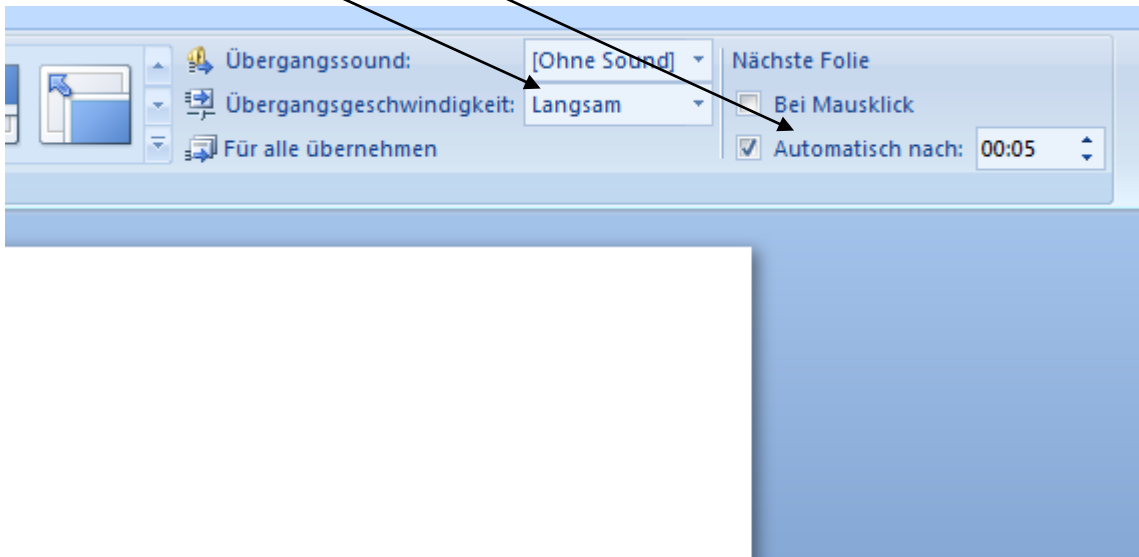 Übergangssound: [Ohne Sound] Nächste Folie
Übergangsgeschwindigkeit: Langsam Bei Mausklick
Für alle übernehmen Automatisch nach: 00:05